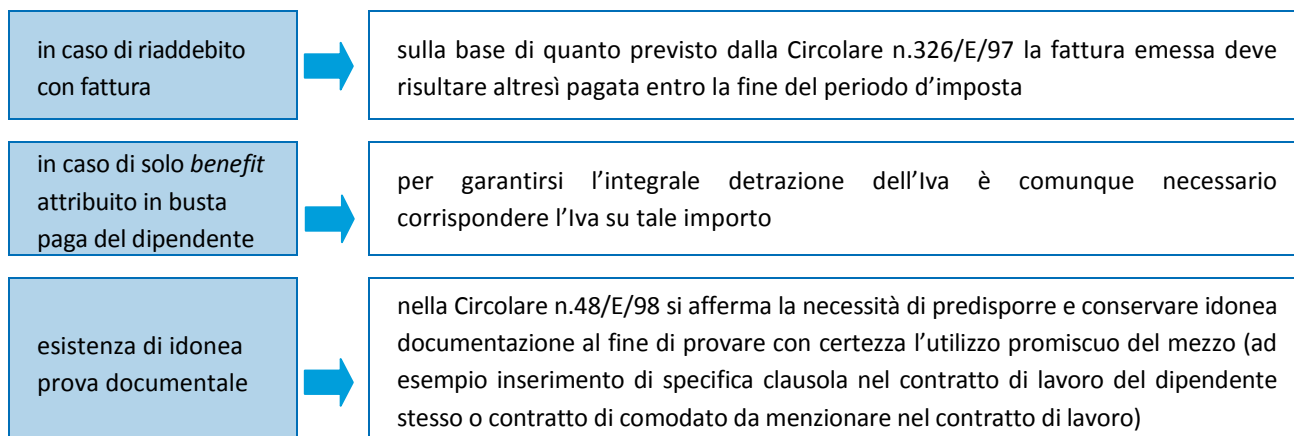 in caso di riaddebito
con fattura
sulla base di quanto previsto dalla Circolare n.326/E/97 la fattura emessa deve
risultare altresì pagata entro la fine del periodo d’imposta
in caso di solo benefit
attribuito in busta
paga del dipendente
per garantirsi l’integrale detrazione dell’Iva è comunque necessario
corrispondere l’Iva su tale importo
esistenza di idonea
prova documentale
nella Circolare n.48/E/98 si afferma la necessità di predisporre e conservare idonea
documentazione al fine di provare con certezza l’utilizzo promiscuo del mezzo (ad
esempio inserimento di specifica clausola nel contratto di lavoro del dipendente
stesso o contratto di comodato da menzionare nel contratto di lavoro)